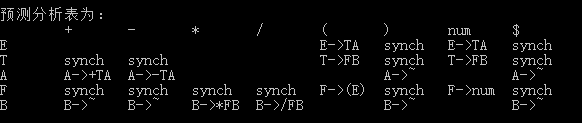 预测分析表为:
+ - * / ( ) num $
E E->TA synch E->TA synch
T synch synch T->FB synch T->FB synch
A A->+TA A->-TA A->~ A->~
F synch synch synch synch F->(E) synch F->num synch
B B->~ B->~ B->*FB B->/FB B->~ B->~